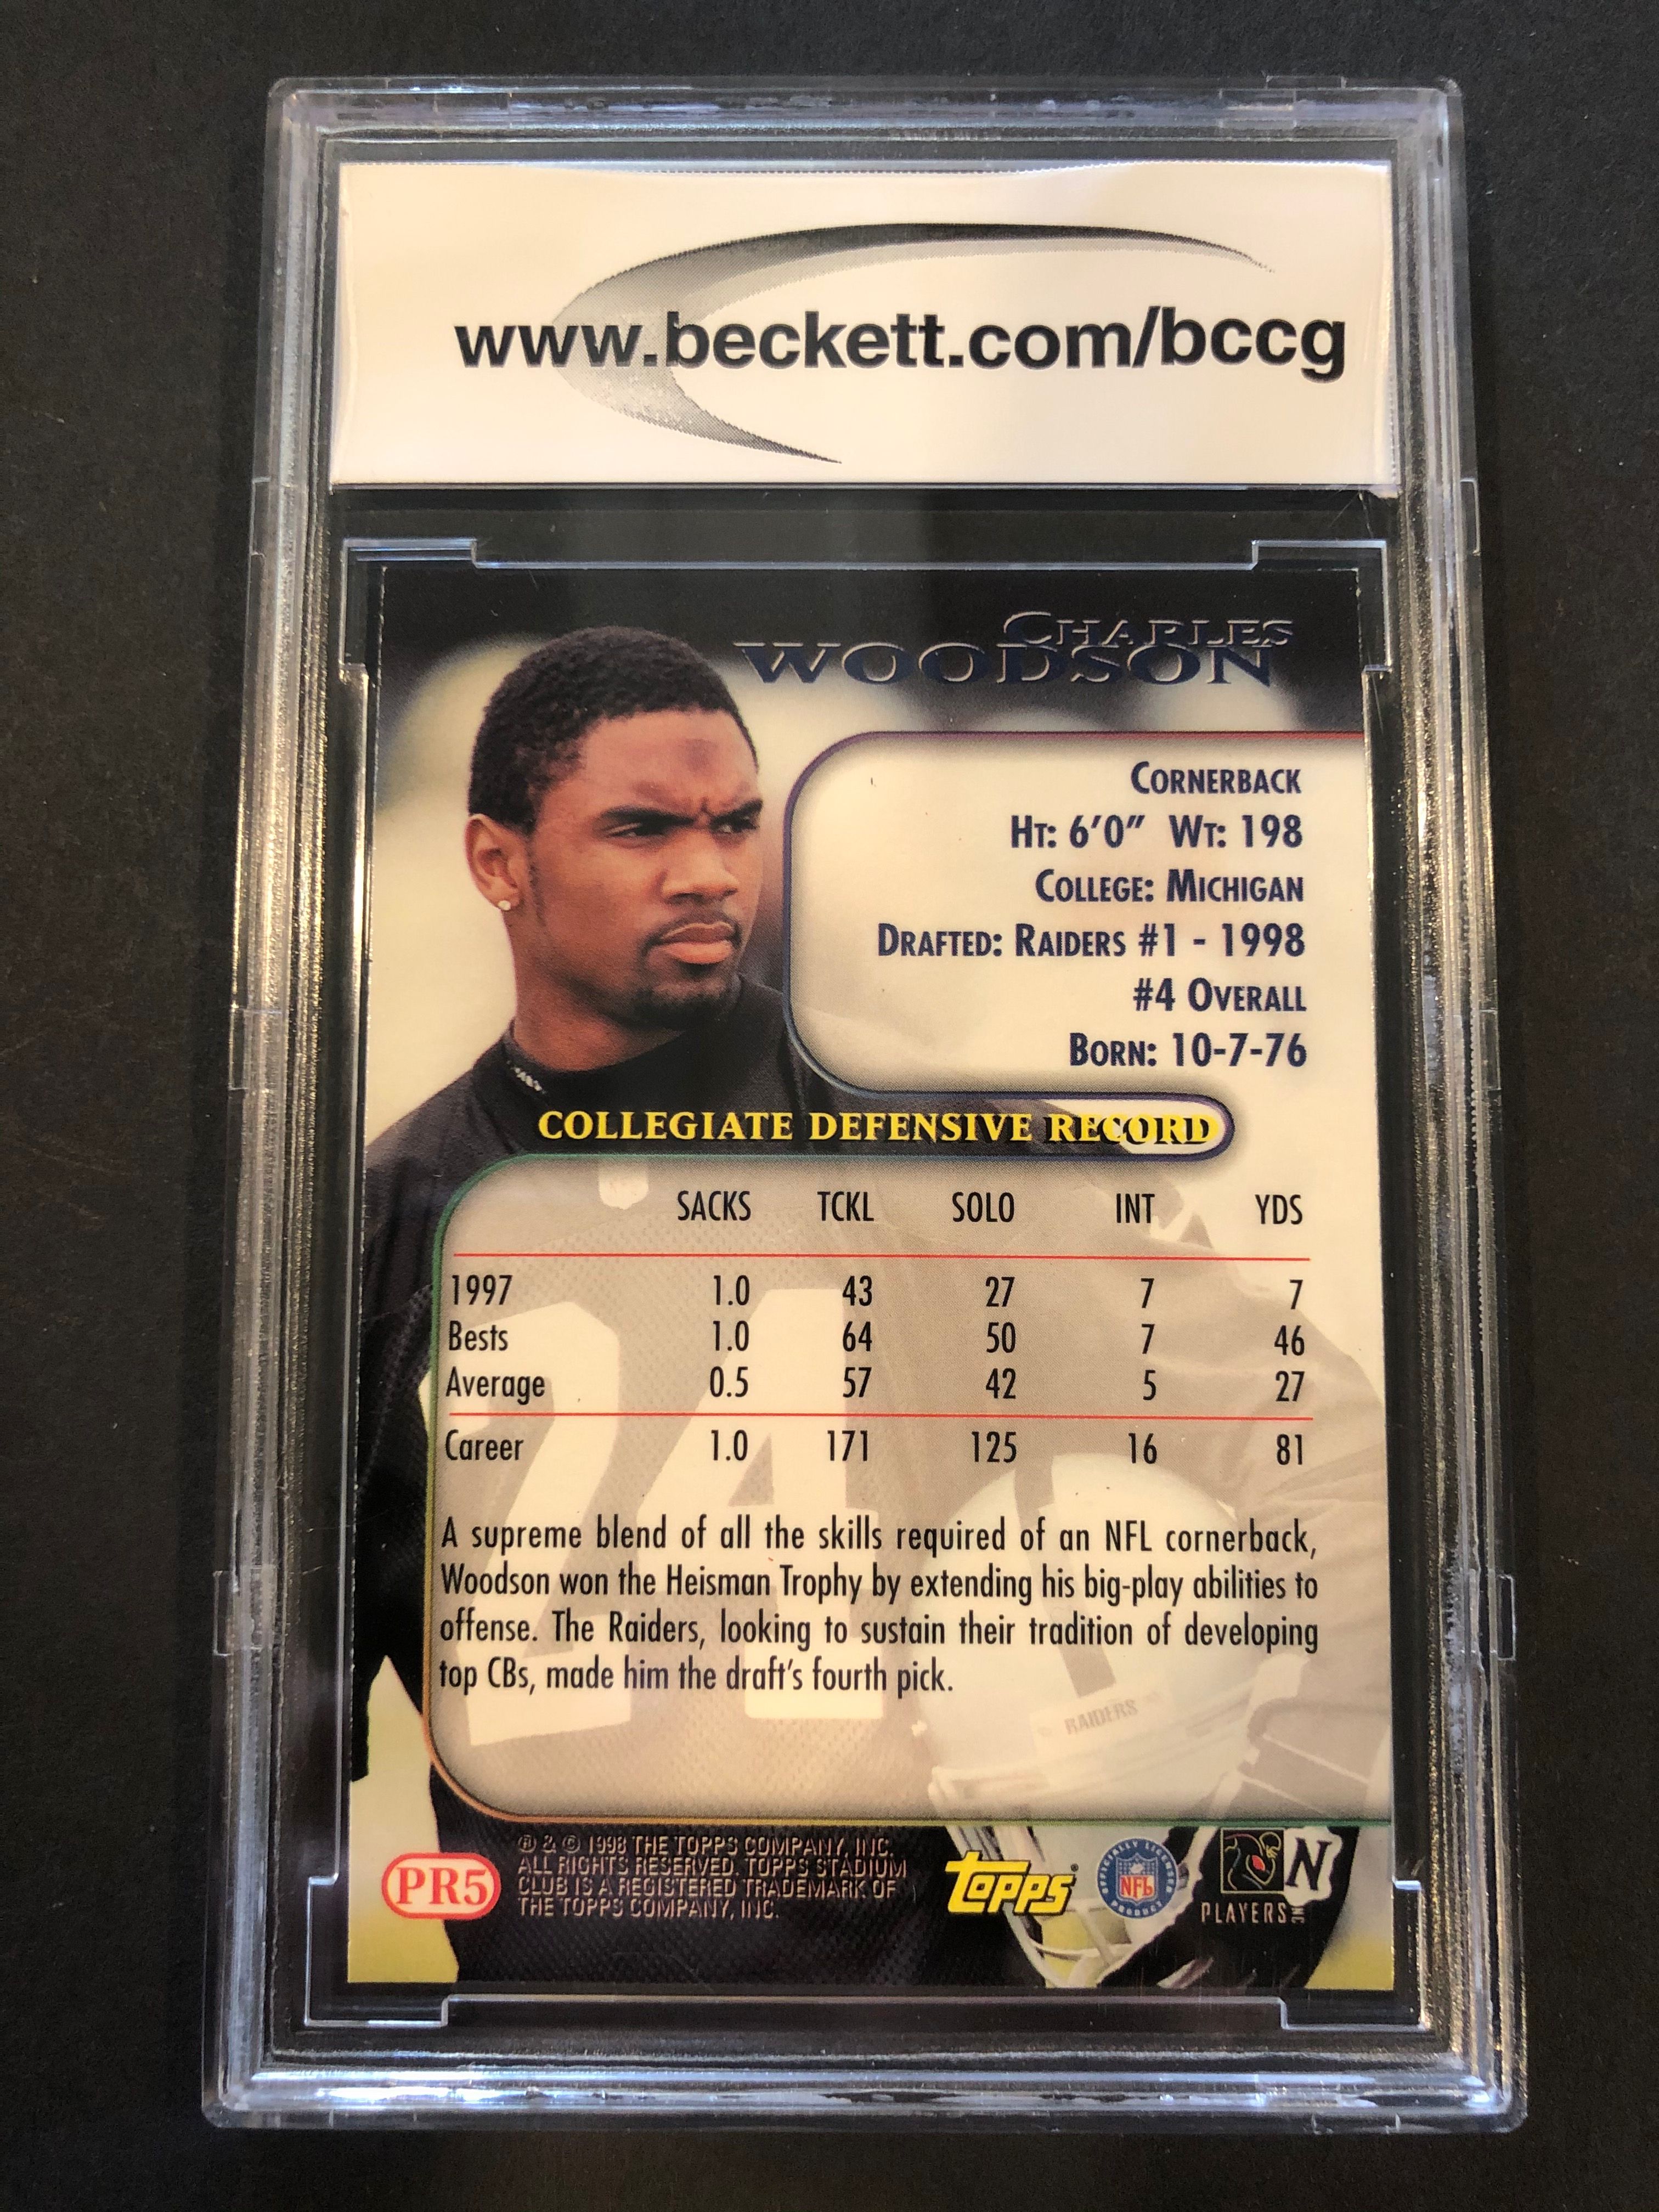 www.beckett.com/bccg
CHARLES
WOODSON
CORNERBACK
HT: 6'0" WT: 198
COLLEGE: MICHIGAN
DRAFTED: RAIDERS #1 - 1998
#4 OVERALL
BORN: 10-7-76
COLLEGIATE DEFENSIVE RECORD
SACKS TCKL SOLO INT YDS
1997 1.0 43 27 7 7
Bests 1.0 64 50 7 46
Average 0.5 57 42 5 27
Career 1.0 171 125 16 81
A supreme blend of all the skills required of an NFL cornerback,
Woodson won the Heisman Trophy by extending his big-play abilities to
offense. The Raiders, looking to sustain their tradition of developing
top CBs, made him the draft's fourth pick.
24
RAIDERS
PR5
® & © 1998 THE TOPPS COMPANY, INC.
ALL RIGHTS RESERVED. TOPPS STADIUM
CLUB IS A REGISTERED TRADEMARK OF
THE TOPPS COMPANY, INC.
topps®
OFFICIALLY LICENSED
NFL
PRODUCT
N
PLAYERS INC